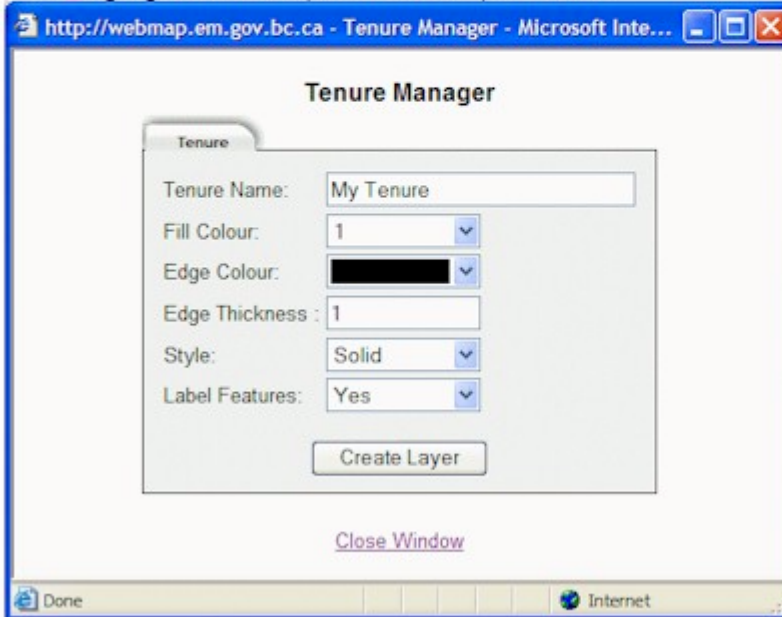 http://webmap.em.gov.bc.ca - Tenure Manager - Microsoft Inte...
Tenure Manager
Tenure
Tenure Name: My Tenure
Fill Colour: 1
Edge Colour:
Edge Thickness : 1
Style: Solid
Label Features: Yes
Create Layer
Close Window
Done Internet